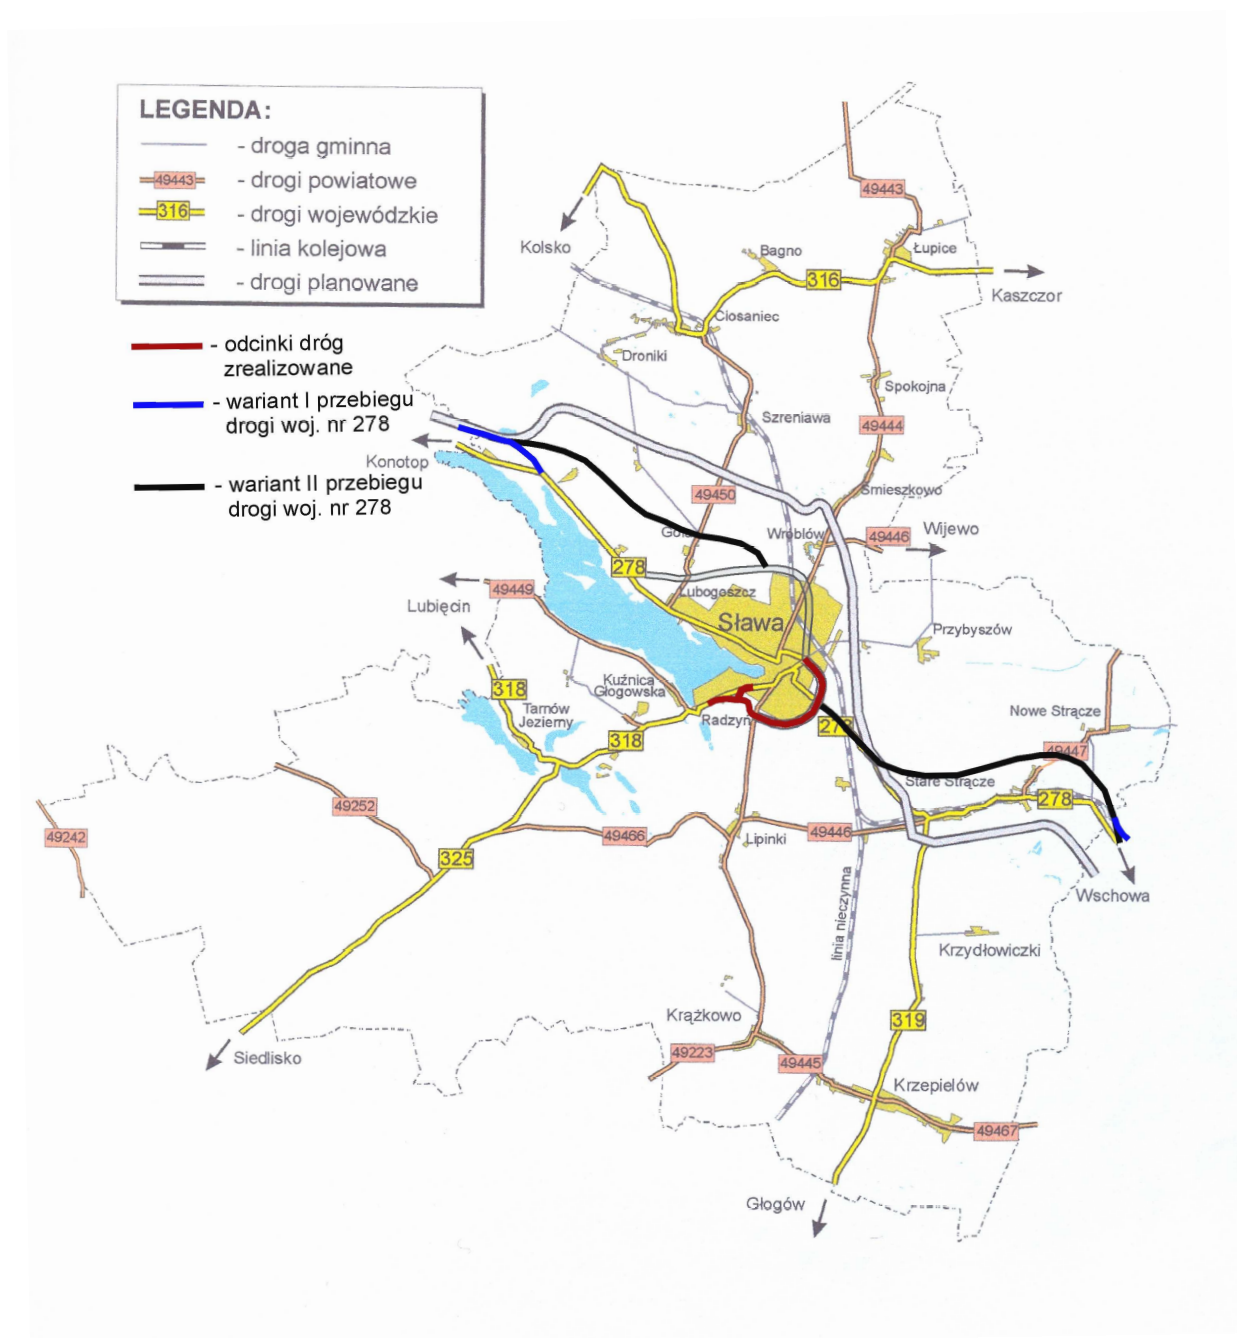 LEGENDA:
- droga gminna
49443 - drogi powiatowe
316 - drogi wojewódzkie
- linia kolejowa
- drogi planowane
- odcinki dróg
zrealizowane
- wariant I przebiegu
drogi woj. nr 278
- wariant II przebiegu
drogi woj. nr 278
49443
Kolsko
Bagno
Łupice
316
Kaszczor
Ciosaniec
Droniki
Spokojna
Szreniawa
49444
Konotop
Śmieszkowo
49450
Wróblów
49446
Wijewo
278
49449
Lubogoszcz
Lubięcin
Sława
Przybyszów
Kuźnica
Głogowska
318
Tarnów
Jezierny
Radzyń
Nowe Strącze
318
49447
Stare Strącze
278
49252
49242
49466
Lipinki
49446
325
linia nieczynna
Wschowa
Krzydłowiczki
Krążkowo
319
Siedlisko
49223
49445
Krzepielów
49467
Głogów